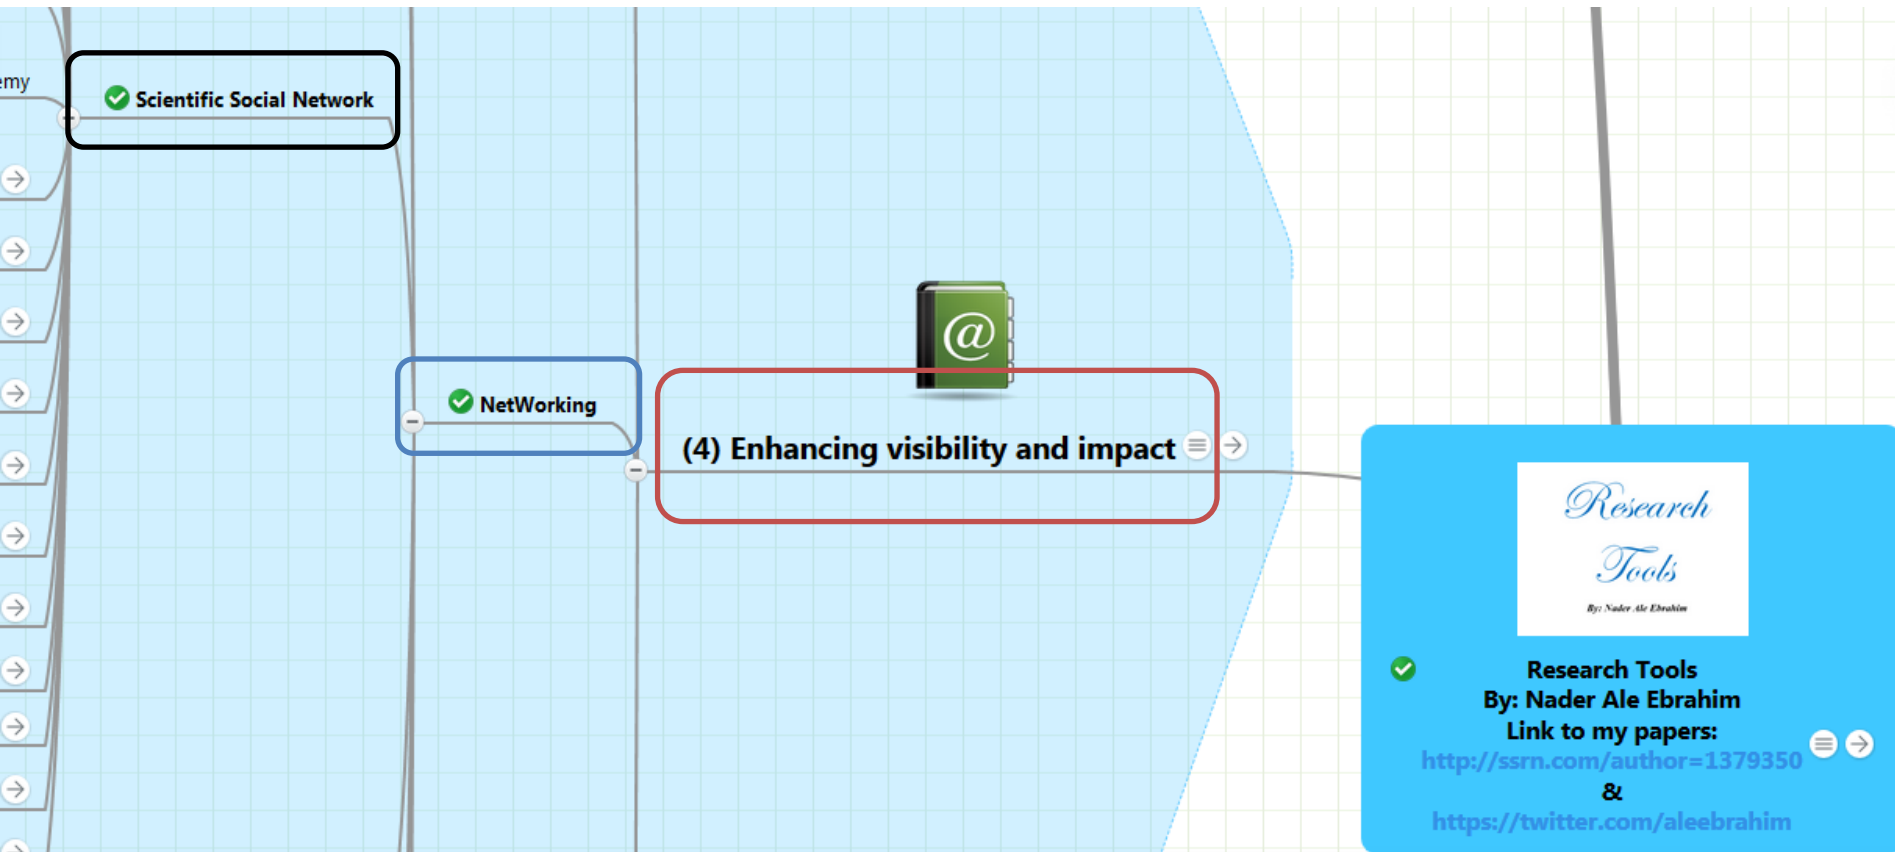 emy
Scientific Social Network
@
NetWorking
(4) Enhancing visibility and impact
Research
Tools
By: Nader Ale Ebrahim
Research Tools
By: Nader Ale Ebrahim
Link to my papers:
http://ssrn.com/author=1379350
&
https://twitter.com/aleebrahim